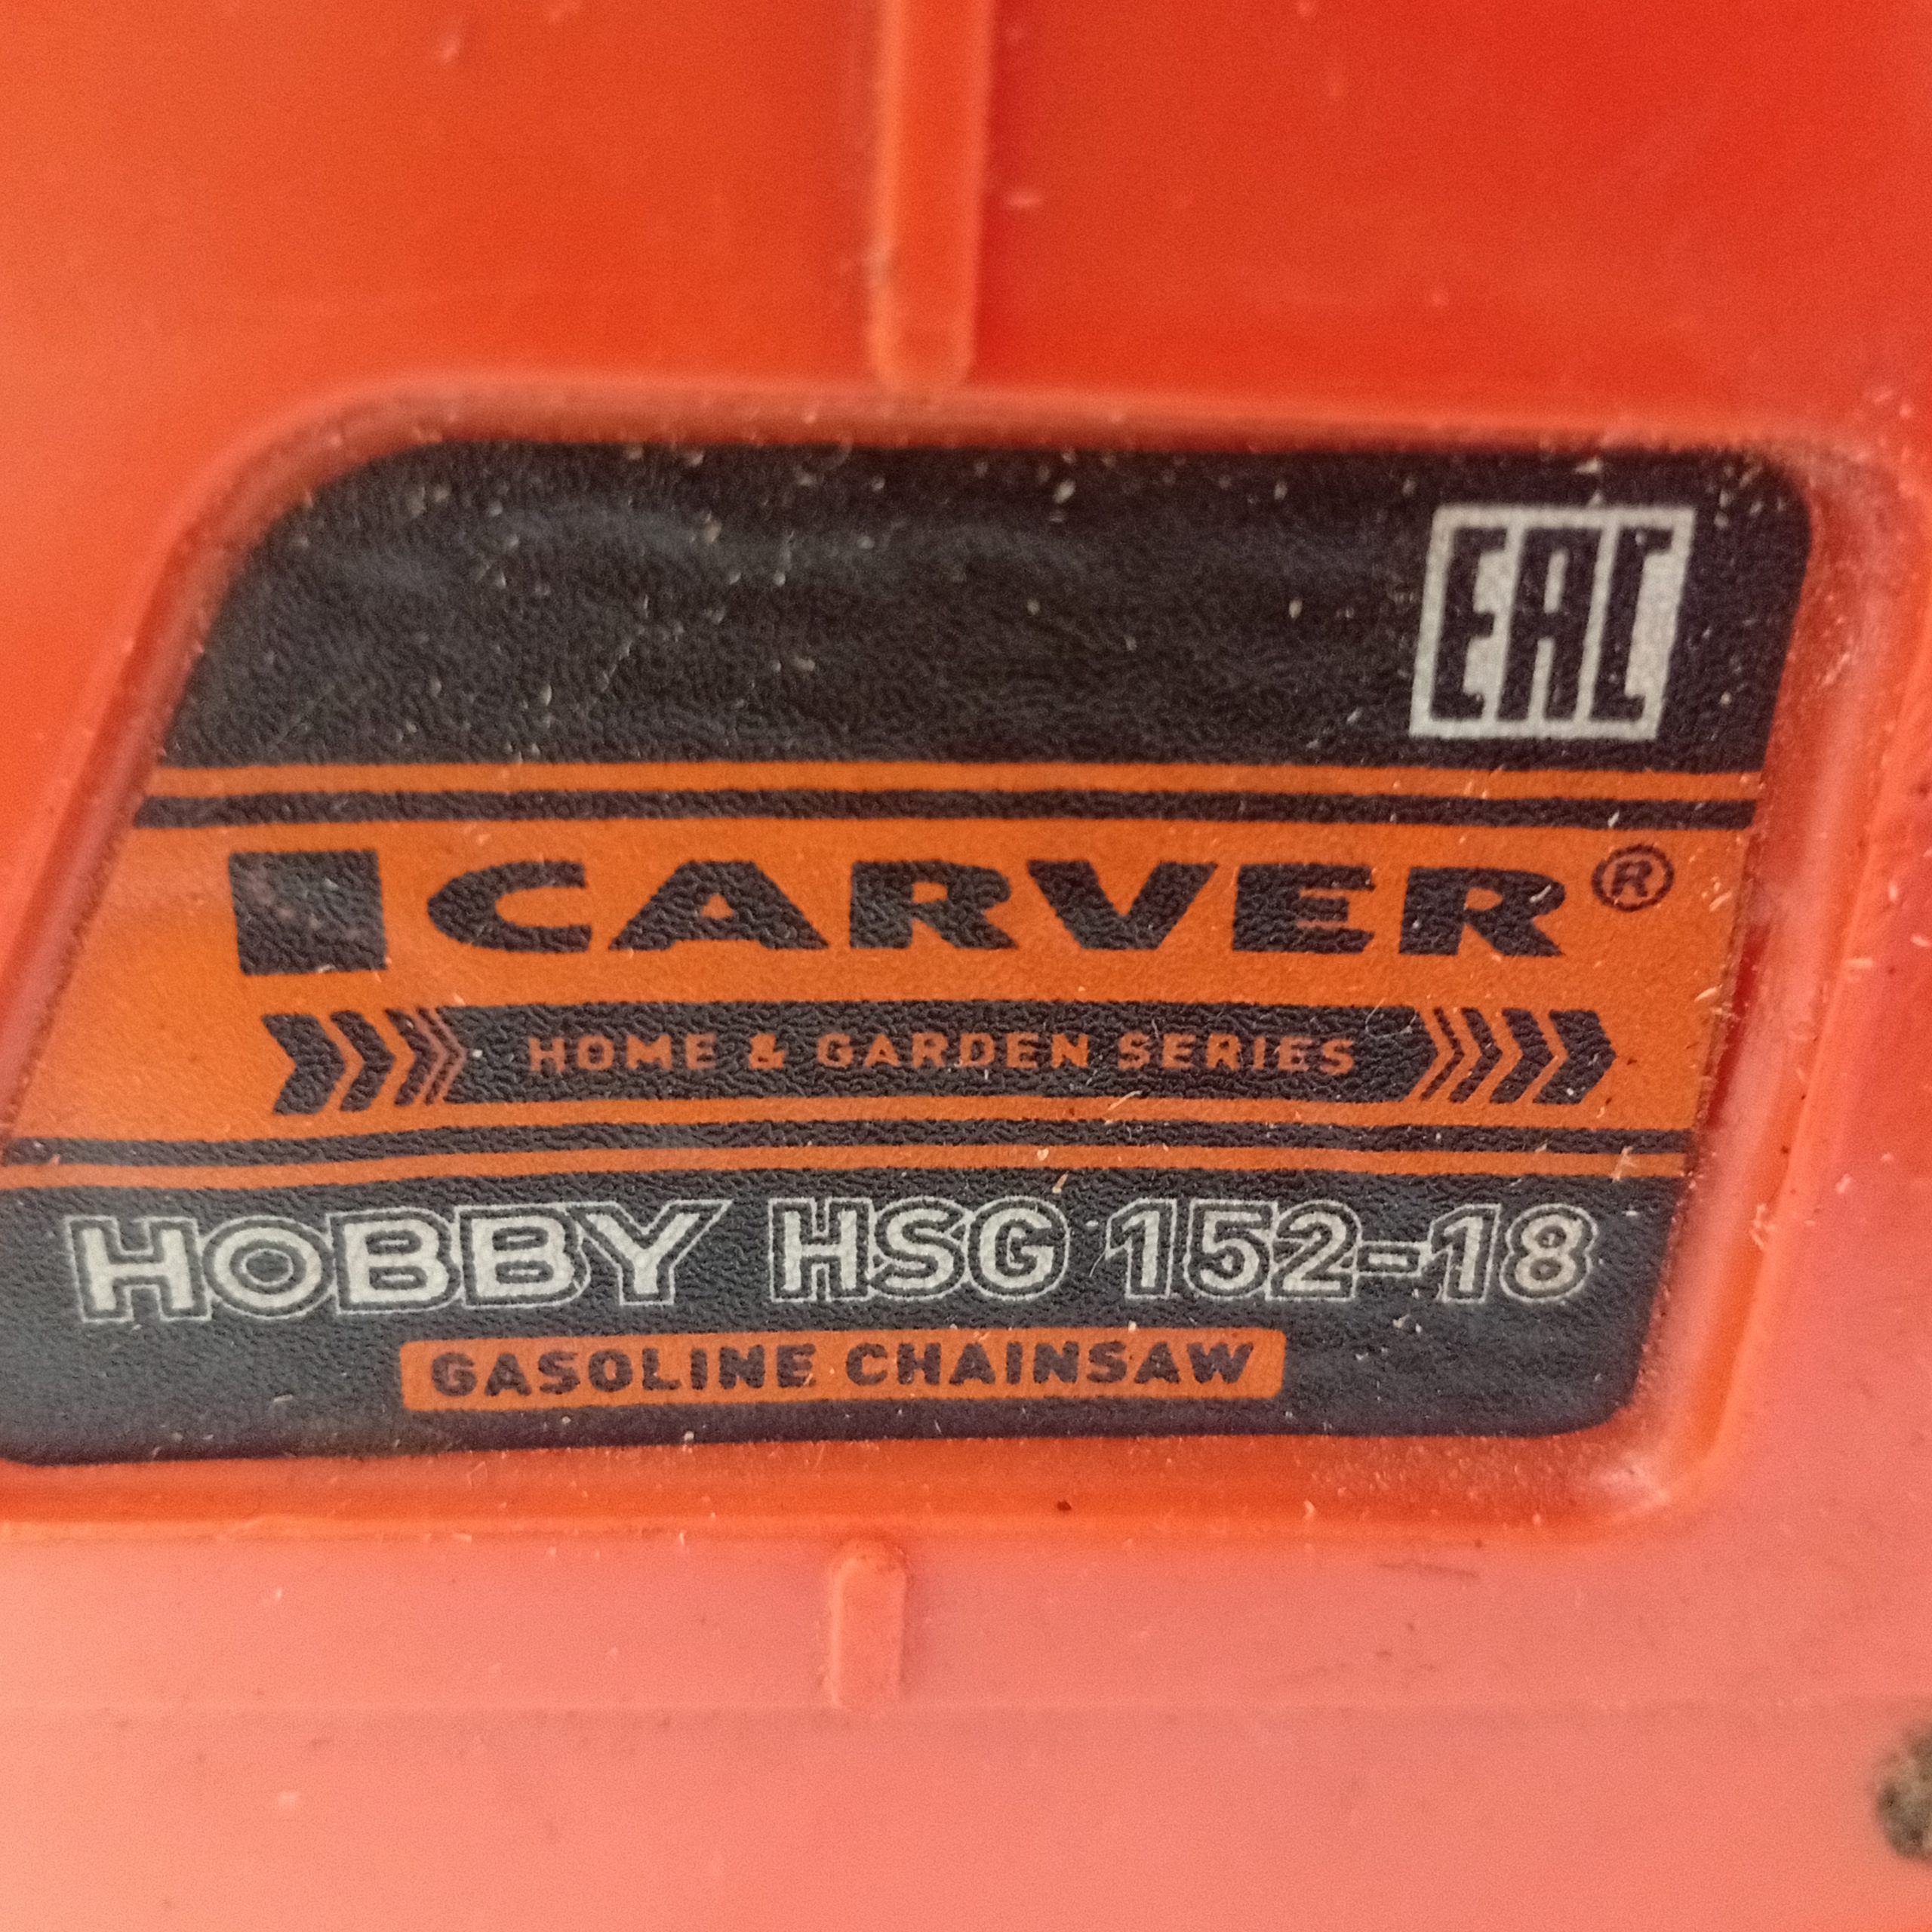 EAC
CARVER®
HOME & GARDEN SERIES
HOBBY HSG 152-18
GASOLINE CHAINSAW